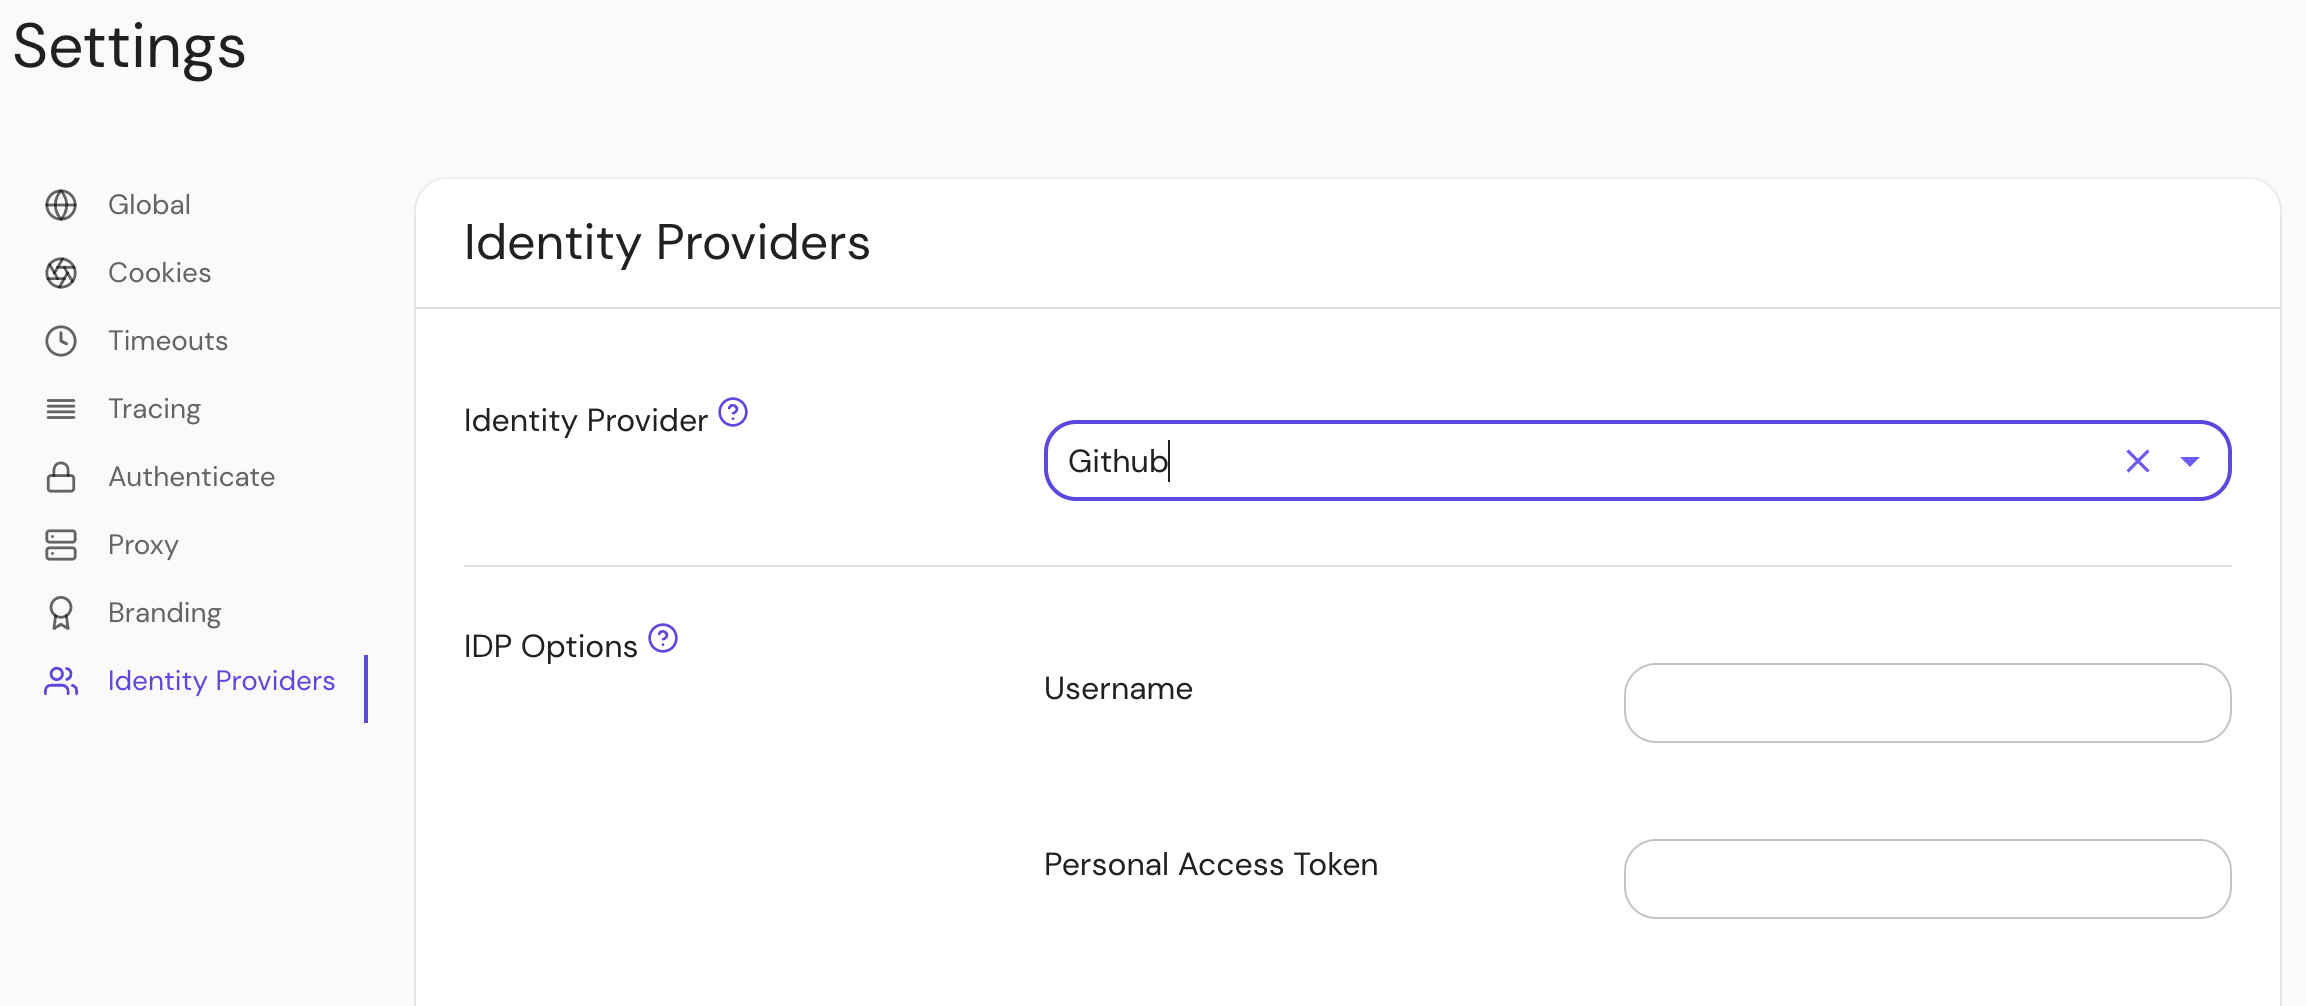 Settings
Global
Cookies
Timeouts
Tracing
Authenticate
Proxy
Branding
Identity Providers
Identity Providers
Identity Provider ?
Github
IDP Options ?
Username
Personal Access Token